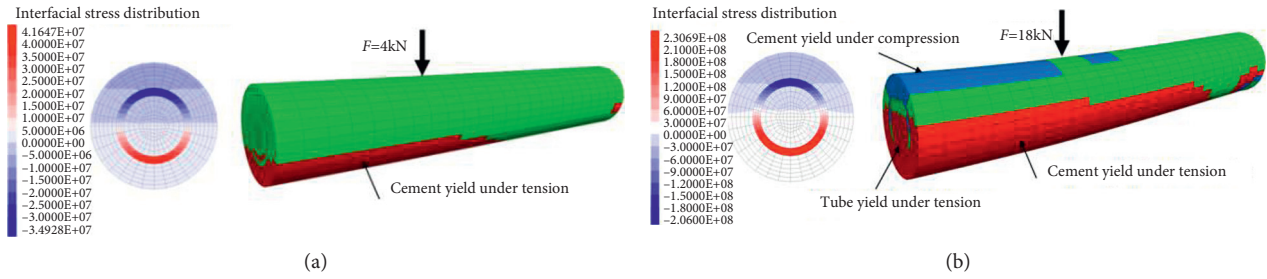 Interfacial stress distribution
4.1647E+07
4.0000E+07
3.5000E+07
3.0000E+07
2.5000E+07
2.0000E+07
1.5000E+07
1.0000E+07
5.0000E+06
0.0000E+00
−5.0000E+06
−1.0000E+07
−1.5000E+07
−2.0000E+07
−2.5000E+07
−3.0000E+07
−3.4928E+07
F=4kN
Cement yield under tension
(a)
Interfacial stress distribution
2.3069E+08
2.1000E+08
1.8000E+08
1.5000E+08
1.2000E+08
9.0000E+07
6.0000E+07
3.0000E+07
0.0000E+00
−3.0000E+07
−6.0000E+07
−9.0000E+07
−1.2000E+08
−1.5000E+08
−1.8000E+08
−2.0600E+08
Cement yield under compression
F=18kN
Cement yield under tension
Tube yield under tension
(b)